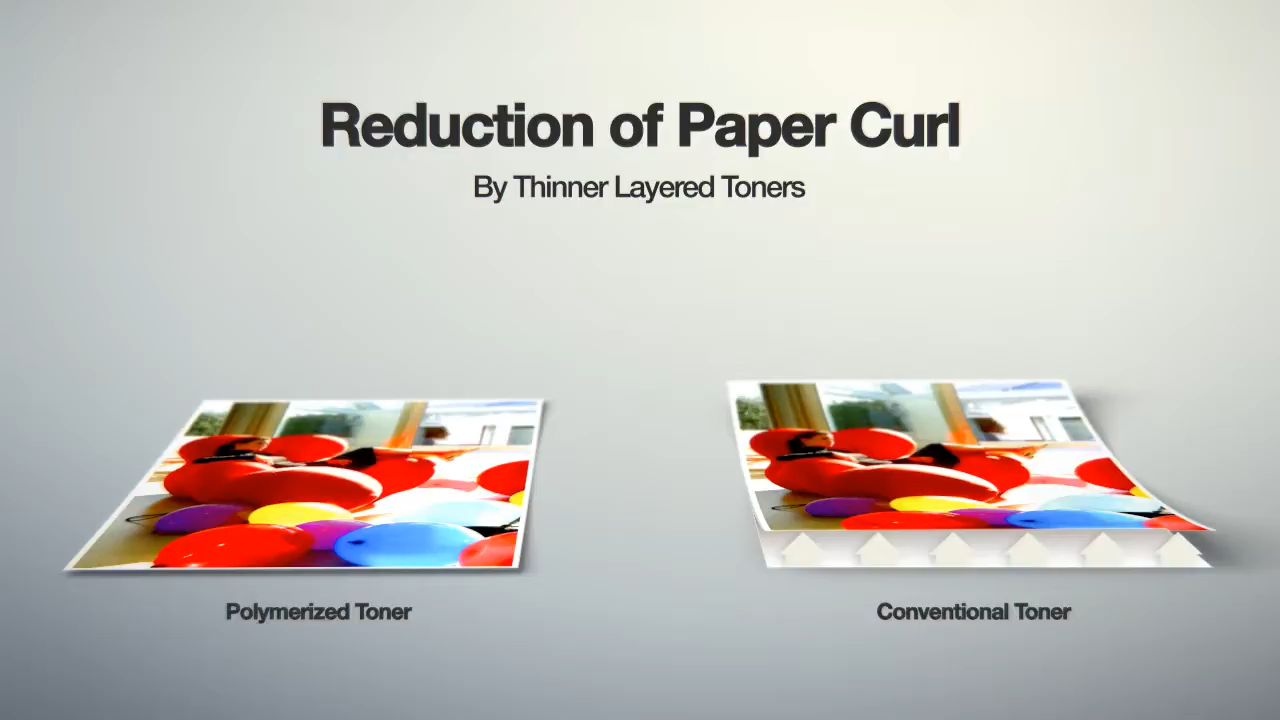 Reduction of Paper Curl
By Thinner Layered Toners
Polymerized Toner
Conventional Toner